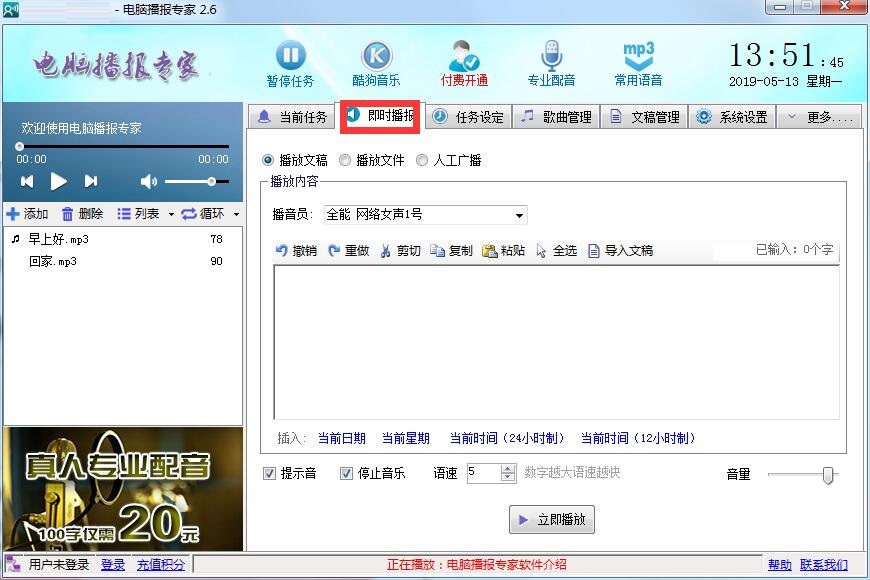 - 电脑播报专家 2.6
电脑播报专家
暂停任务
K
酷狗音乐
付费开通
专业配音
mp3
常用语音
13:51:45
2019-05-13 星期一
欢迎使用电脑播报专家
00:00 00:00
添加 删除 列表 循环
早上好.mp3 78
回家.mp3 90
真人专业配音
100字仅需20元
当前任务 即时播报 任务设定 歌曲管理 文稿管理 系统设置 更多....
播放文稿 播放文件 人工广播
播放内容
播音员: 全能 网络女声1号
撤销 重做 剪切 复制 粘贴 全选 导入文稿 已输入: 0个字
插入: 当前日期 当前星期 当前时间（24小时制） 当前时间（12小时制）
提示音 停止音乐 语速 5 数字越大语速越快 音量
立即播放
用户未登录 登录 充值积分 正在播放：电脑播报专家软件介绍 帮助 联系我们